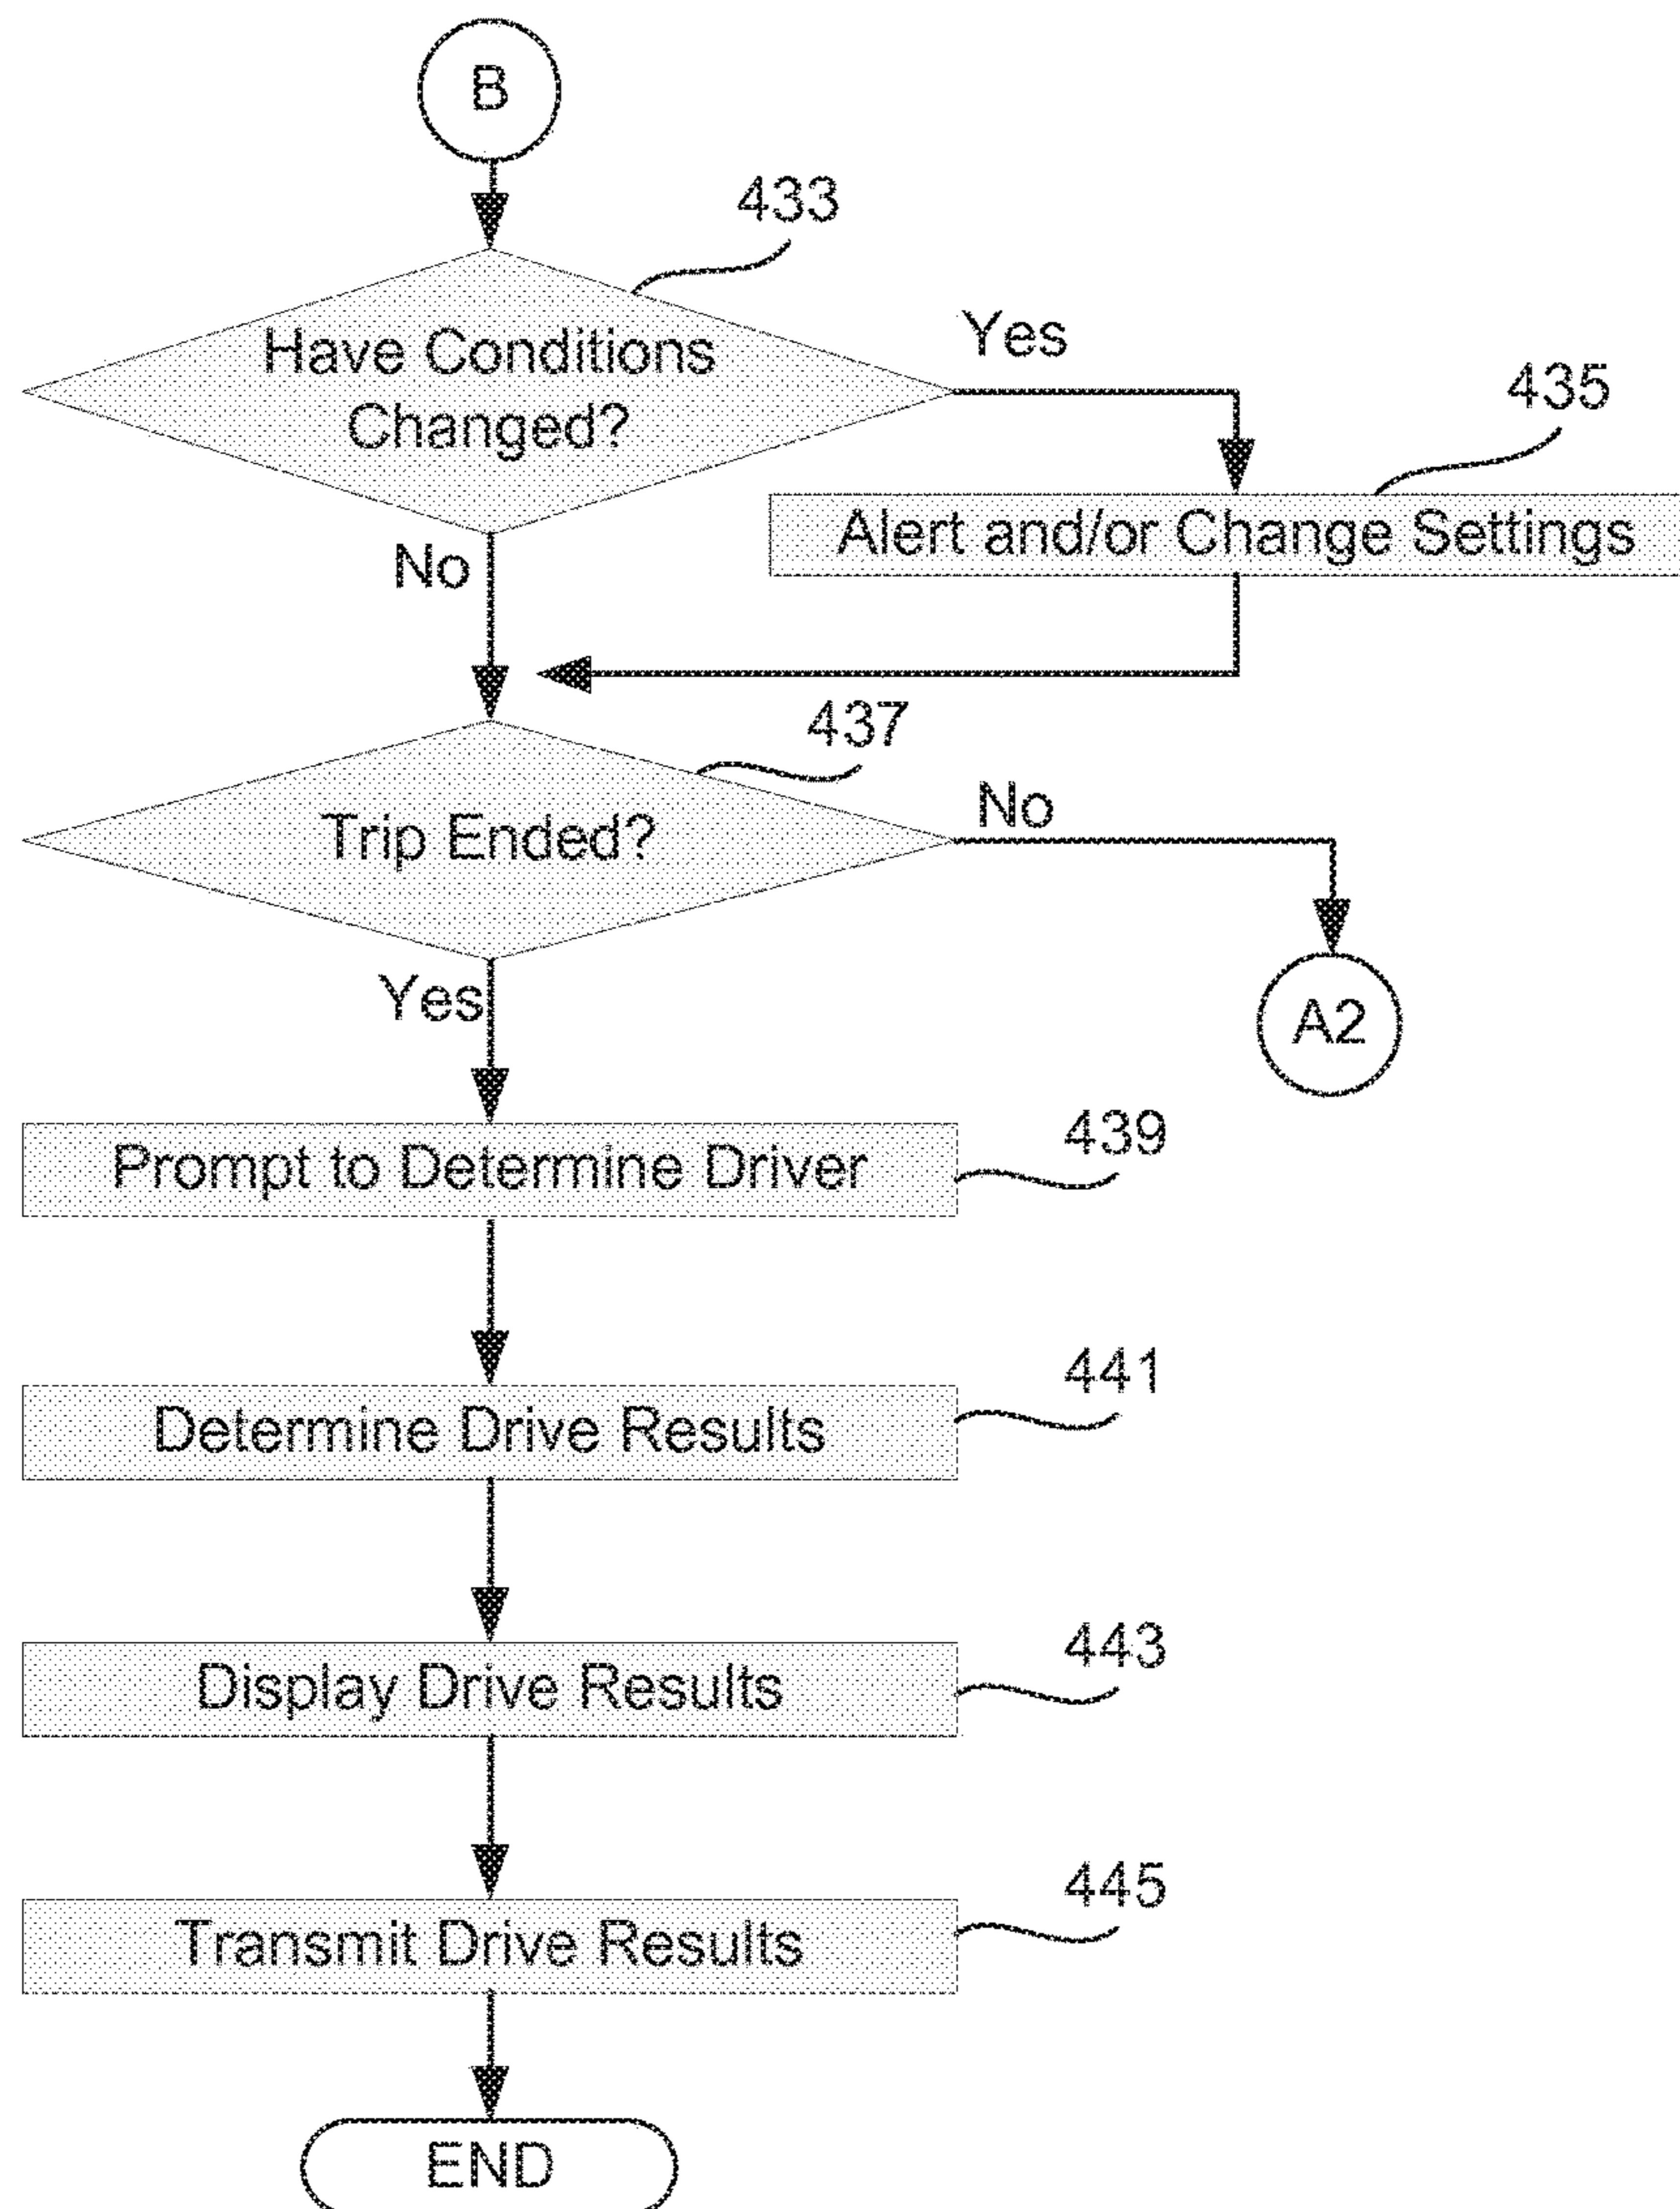 B
433
Have Conditions
Changed?
Yes
435
Alert and/or Change Settings
No
437
Trip Ended?
No
Yes
A2
439
Prompt to Determine Driver
441
Determine Drive Results
443
Display Drive Results
445
Transmit Drive Results
END